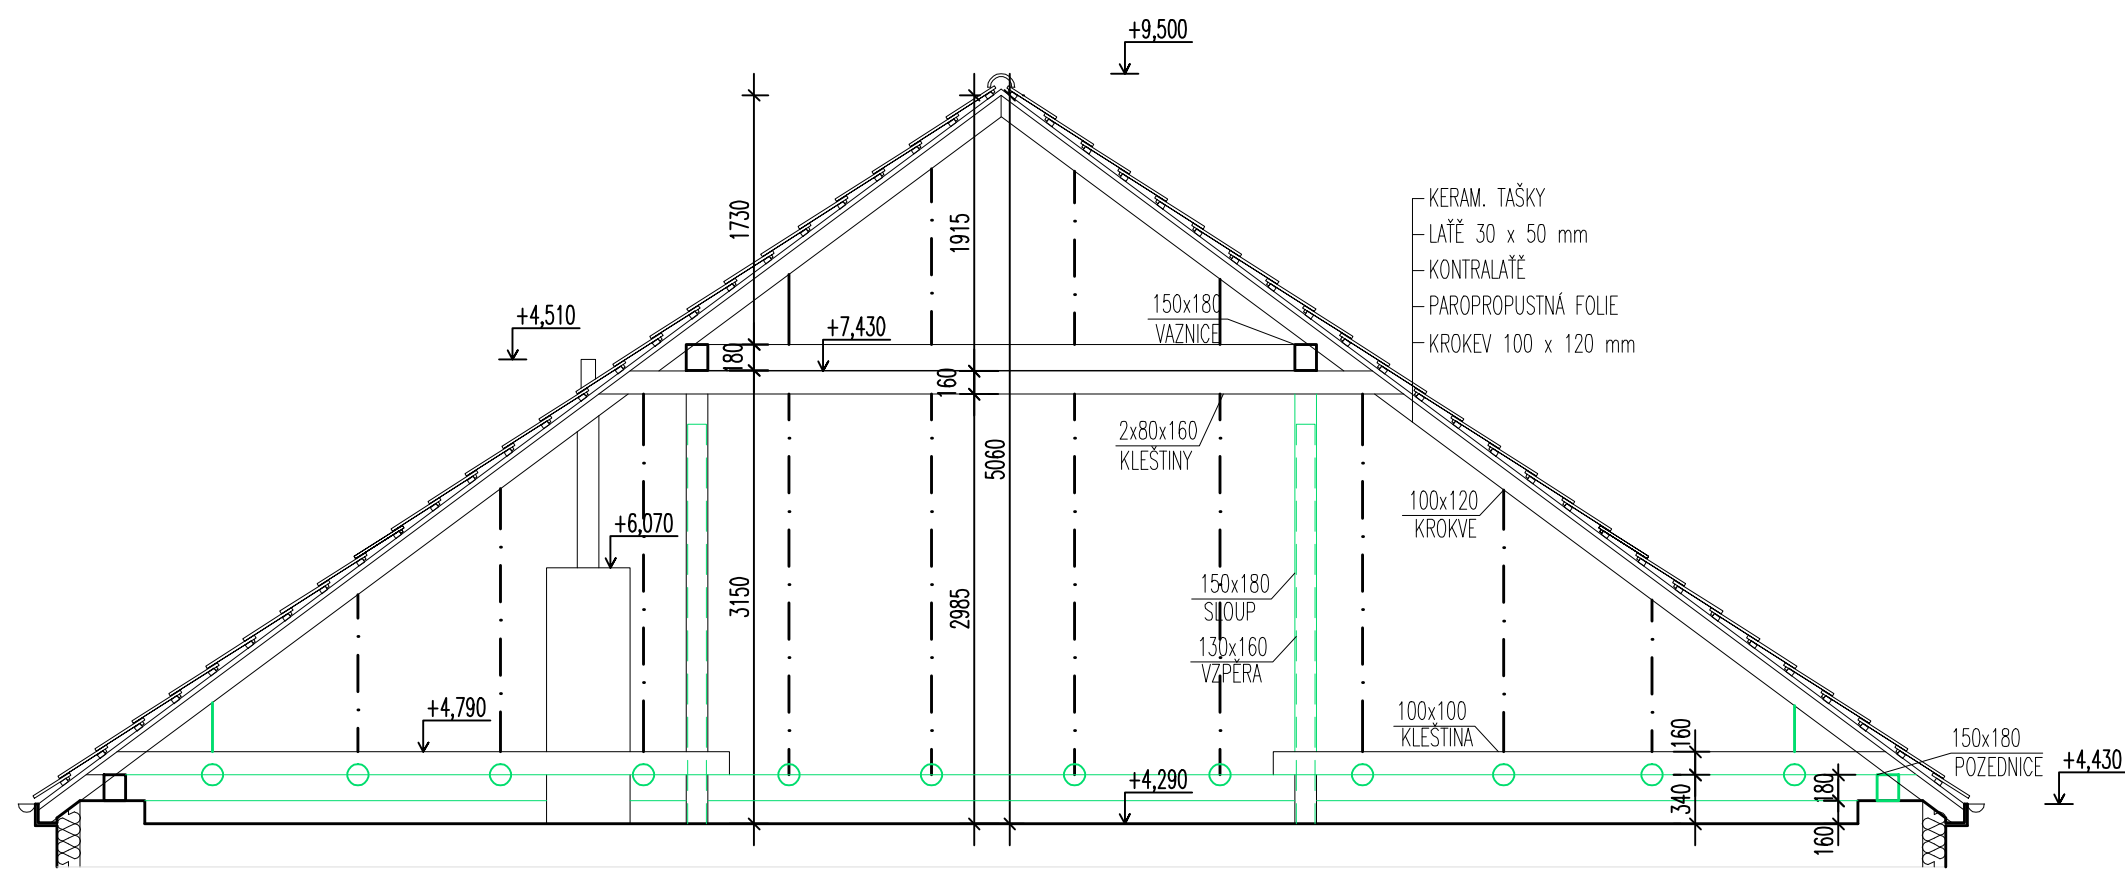 +9,500
KERAM. TAŠKY
LAŤĚ 30 x 50 mm
KONTRALAŤĚ
PAROPROPUSTNÁ FOLIE
KROKEV 100 x 120 mm
1730
1915
+4,510
+7,430
150x180
VAZNICE
180
160
2x80x160
KLEŠTINY
5060
100x120
KROKVE
+6,070
3150
2985
150x180
SLOUP
130x160
VZPĚRA
+4,790
100x100
KLEŠTINA
160
150x180
POZEDNICE
+4,430
+4,290
340
180
160